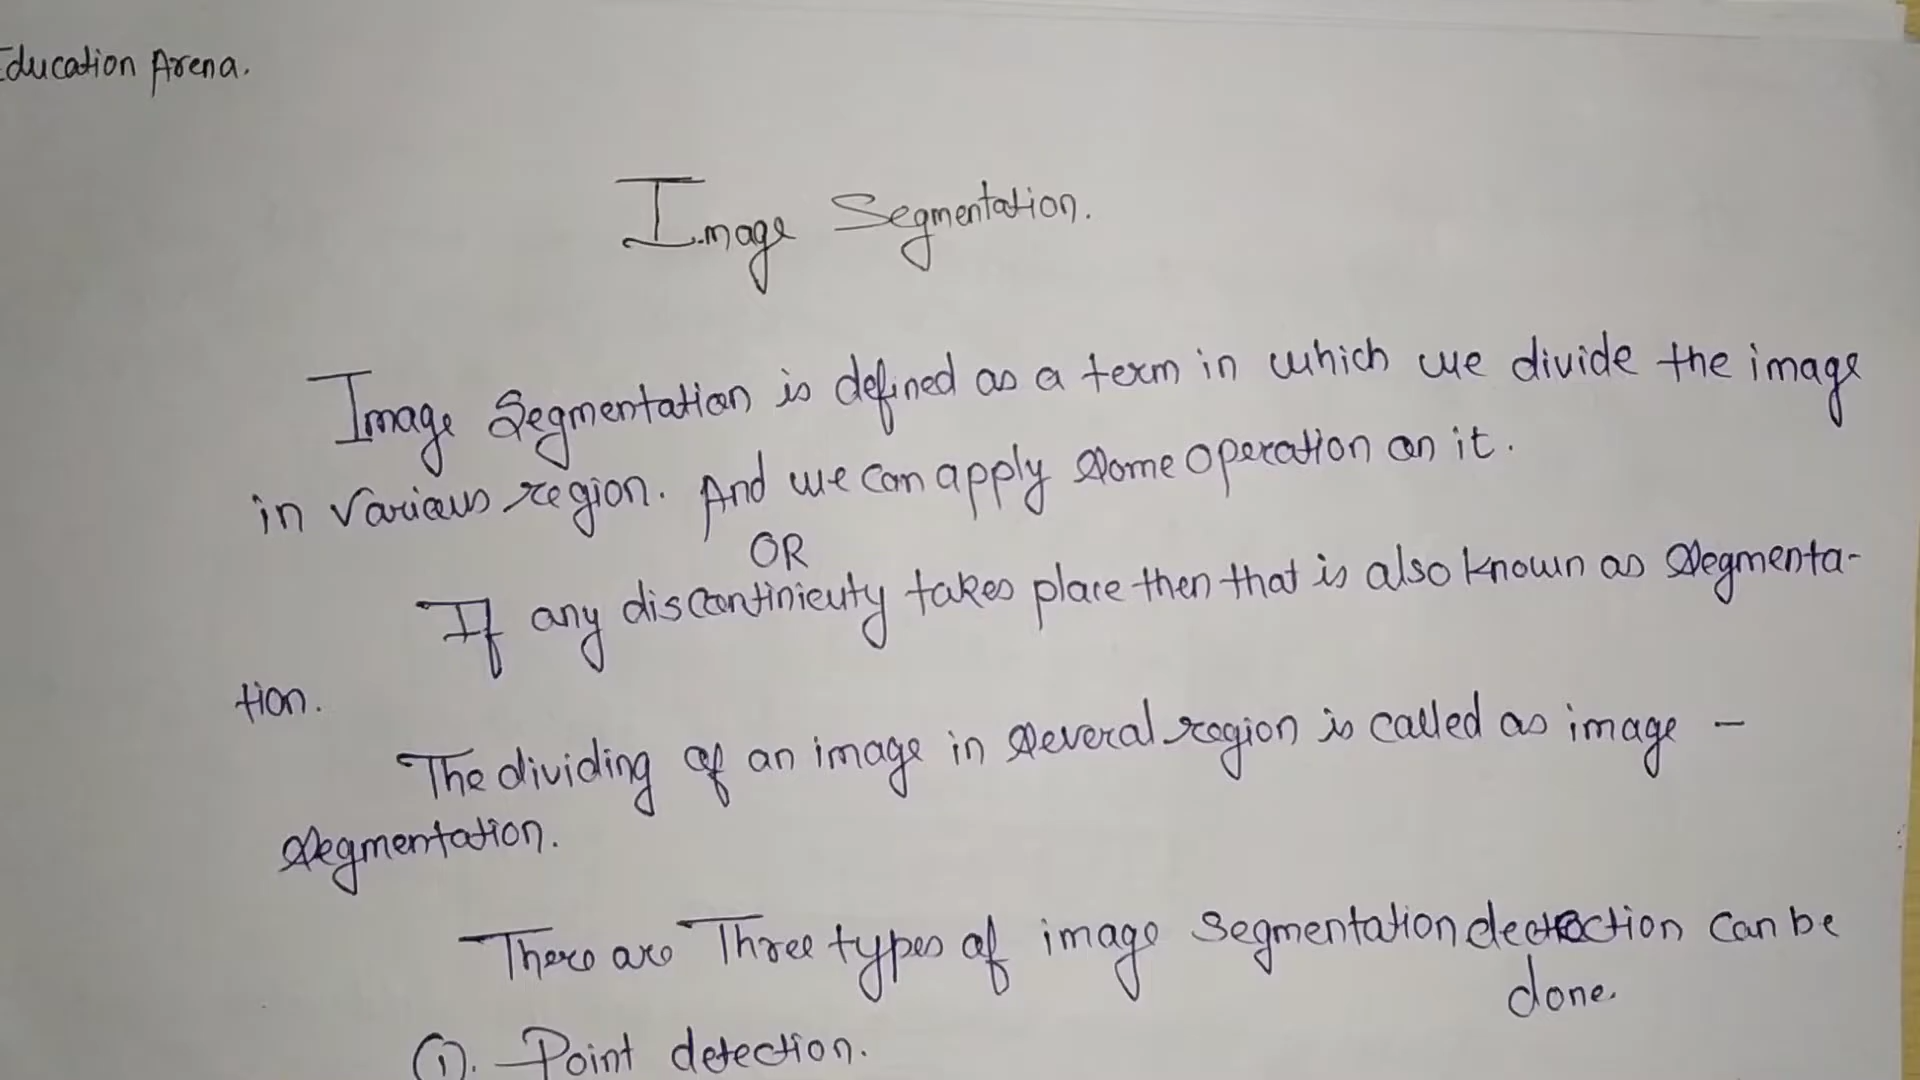 Education Arena.
Image Segmentation.
Image Segmentation is defined as a term in which we divide the image
in various region. And we can apply some operation on it.
OR
If any discontinieuty takes place then that is also known as segmenta-
tion.
The dividing of an image in several region is called as image -
segmentation.
There are Three types of image segmentation detection can be
done.
①. Point detection.